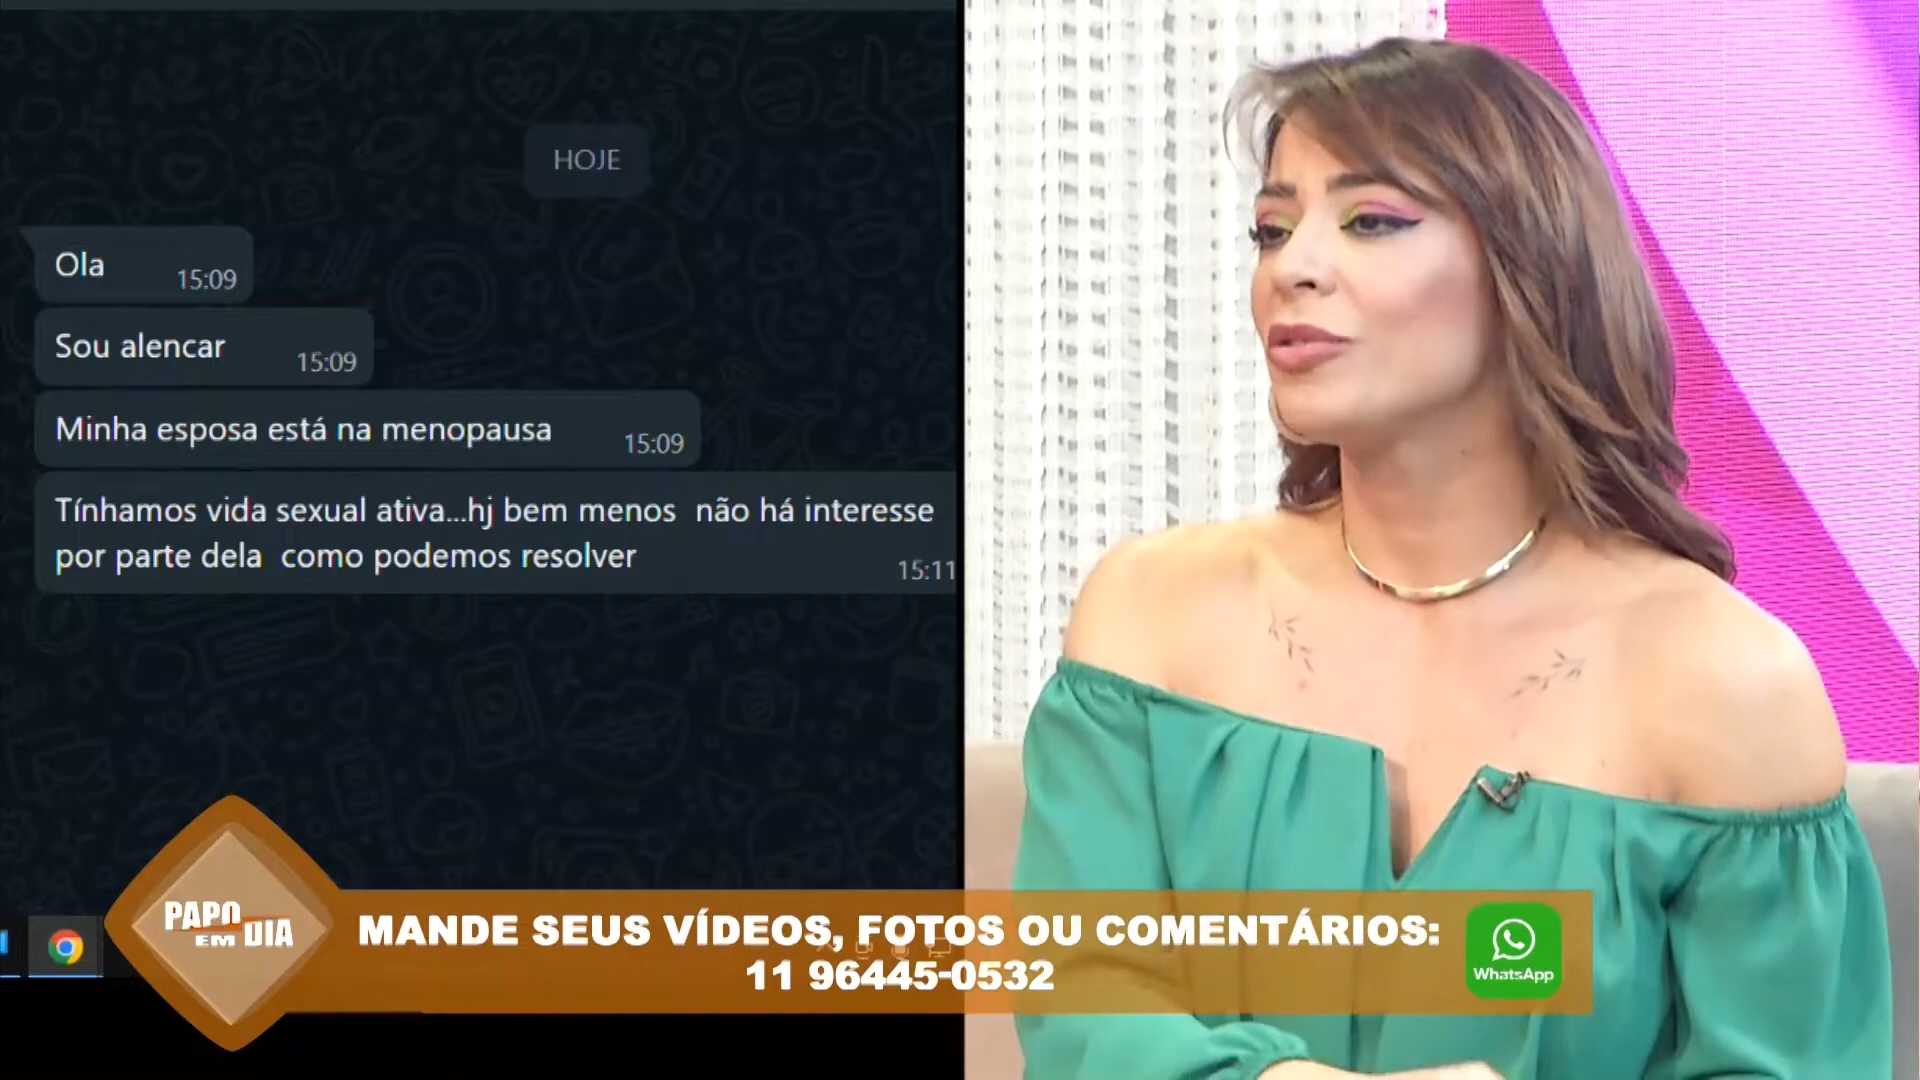 HOJE
Ola
15:09
Sou alencar
15:09
Minha esposa está na menopausa
15:09
Tínhamos vida sexual ativa...hj bem menos  não há interesse
por parte dela  como podemos resolver
15:11
PAPO
EM DIA
MANDE SEUS VÍDEOS, FOTOS OU COMENTÁRIOS:
11 96445-0532
WhatsApp